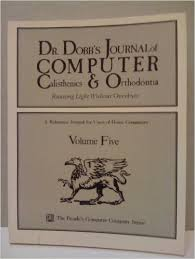 DR. DOBB'S JOURNAL of
COMPUTER
Calisthenics & Orthodontia
Running Light Without Overbyte
A Reference Journal for Users of Home Computers
Volume Five
The People's Computer Company